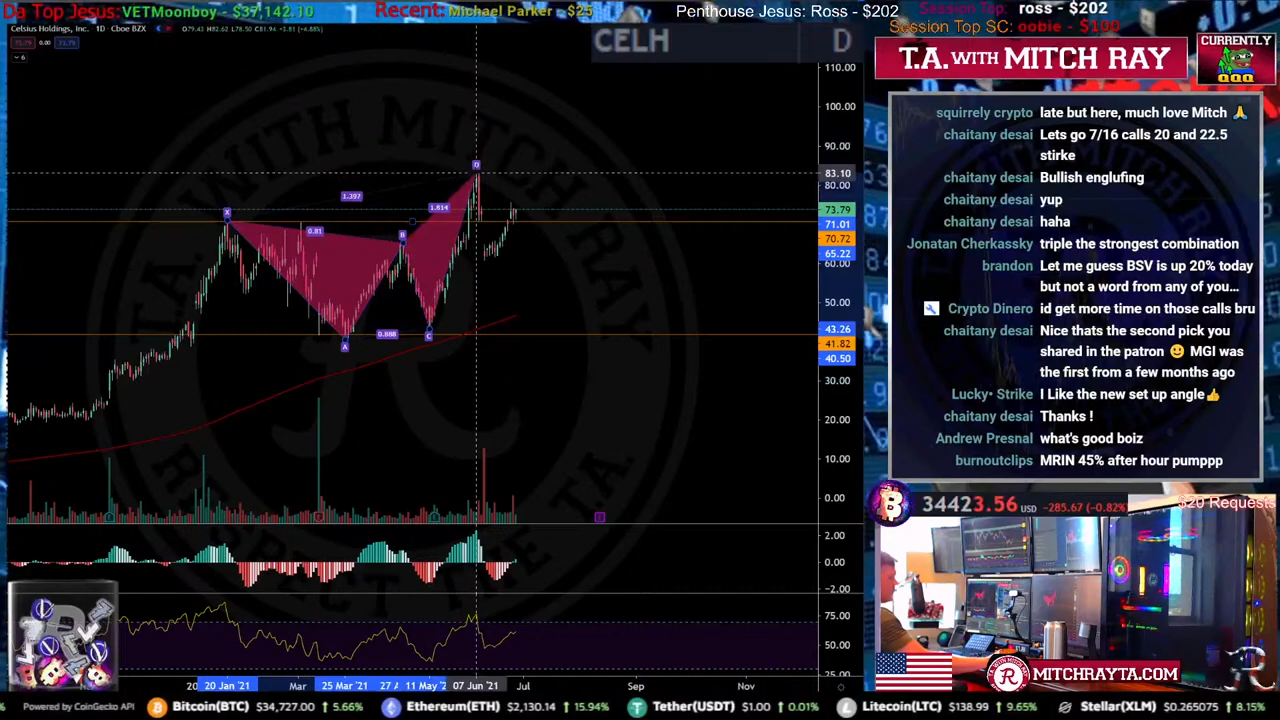 Da Top Jesus: VETMoonboy - $37,142.10
Recent: Michael Parker - $25
Penthouse Jesus: Ross - $202
Session Top: ross - $202
Session Top SC: oobie - $100
Celsius Holdings, Inc. 1D Cboe BZX
CELH
D
T.A. WITH MITCH RAY
CURRENTLY
110.00
100.00
90.00
83.10
80.00
73.79
71.01
70.72
65.22
60.00
50.00
43.26
41.82
40.50
30.00
20.00
10.00
0.00
2.00
0.00
−2.00
75.00
50.00
25.00
X
A
B
C
D
1.397
1.614
0.81
0.888
20 Jan '21
Mar
25 Mar '21
11 May '2
07 Jun '21
Jul
Sep
Nov
squirrely crypto late but here, much love Mitch 🙏
chaitany desai Lets go 7/16 calls 20 and 22.5
stirke
chaitany desai Bullish englufing
chaitany desai yup
chaitany desai haha
Jonatan Cherkassky triple the strongest combination
brandon Let me guess BSV is up 20% today
but not a word from any of you...
Crypto Dinero id get more time on those calls bru
chaitany desai Nice thats the second pick you
shared in the patron 😀 MGI was
the first from a few months ago
Lucky• Strike I Like the new set up angle👍
chaitany desai Thanks !
Andrew Presnal what's good boiz
burnoutclips MRIN 45% after hour pumppp
34423.56 USD -285.67 (-0.82%)
$20 Requests
MITCHRAYTA.COM
Powered by CoinGecko API
Bitcoin(BTC) $34,727.00 5.66%
Ethereum(ETH) $2,130.14 15.94%
Tether(USDT) $1.00 0.01%
Litecoin(LTC) $138.99 9.65%
Stellar(XLM) $0.265075 8.15%